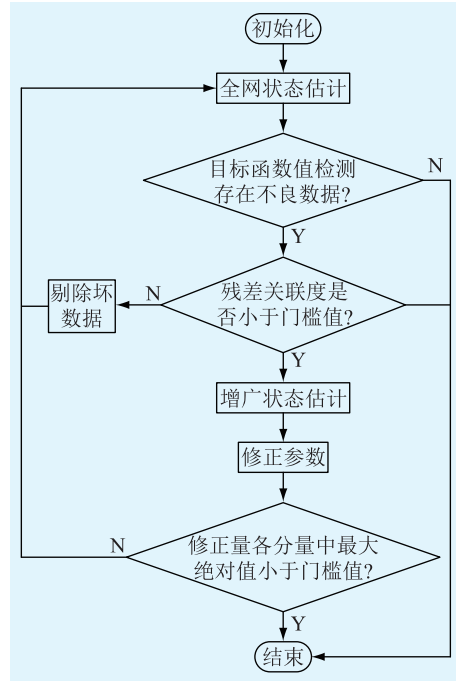 初始化
全网状态估计
目标函数值检测
存在不良数据?
N
Y
残差关联度是
否小于门槛值?
N
剔除坏
数据
Y
增广状态估计
修正参数
修正量各分量中最大
绝对值小于门槛值?
N
Y
结束